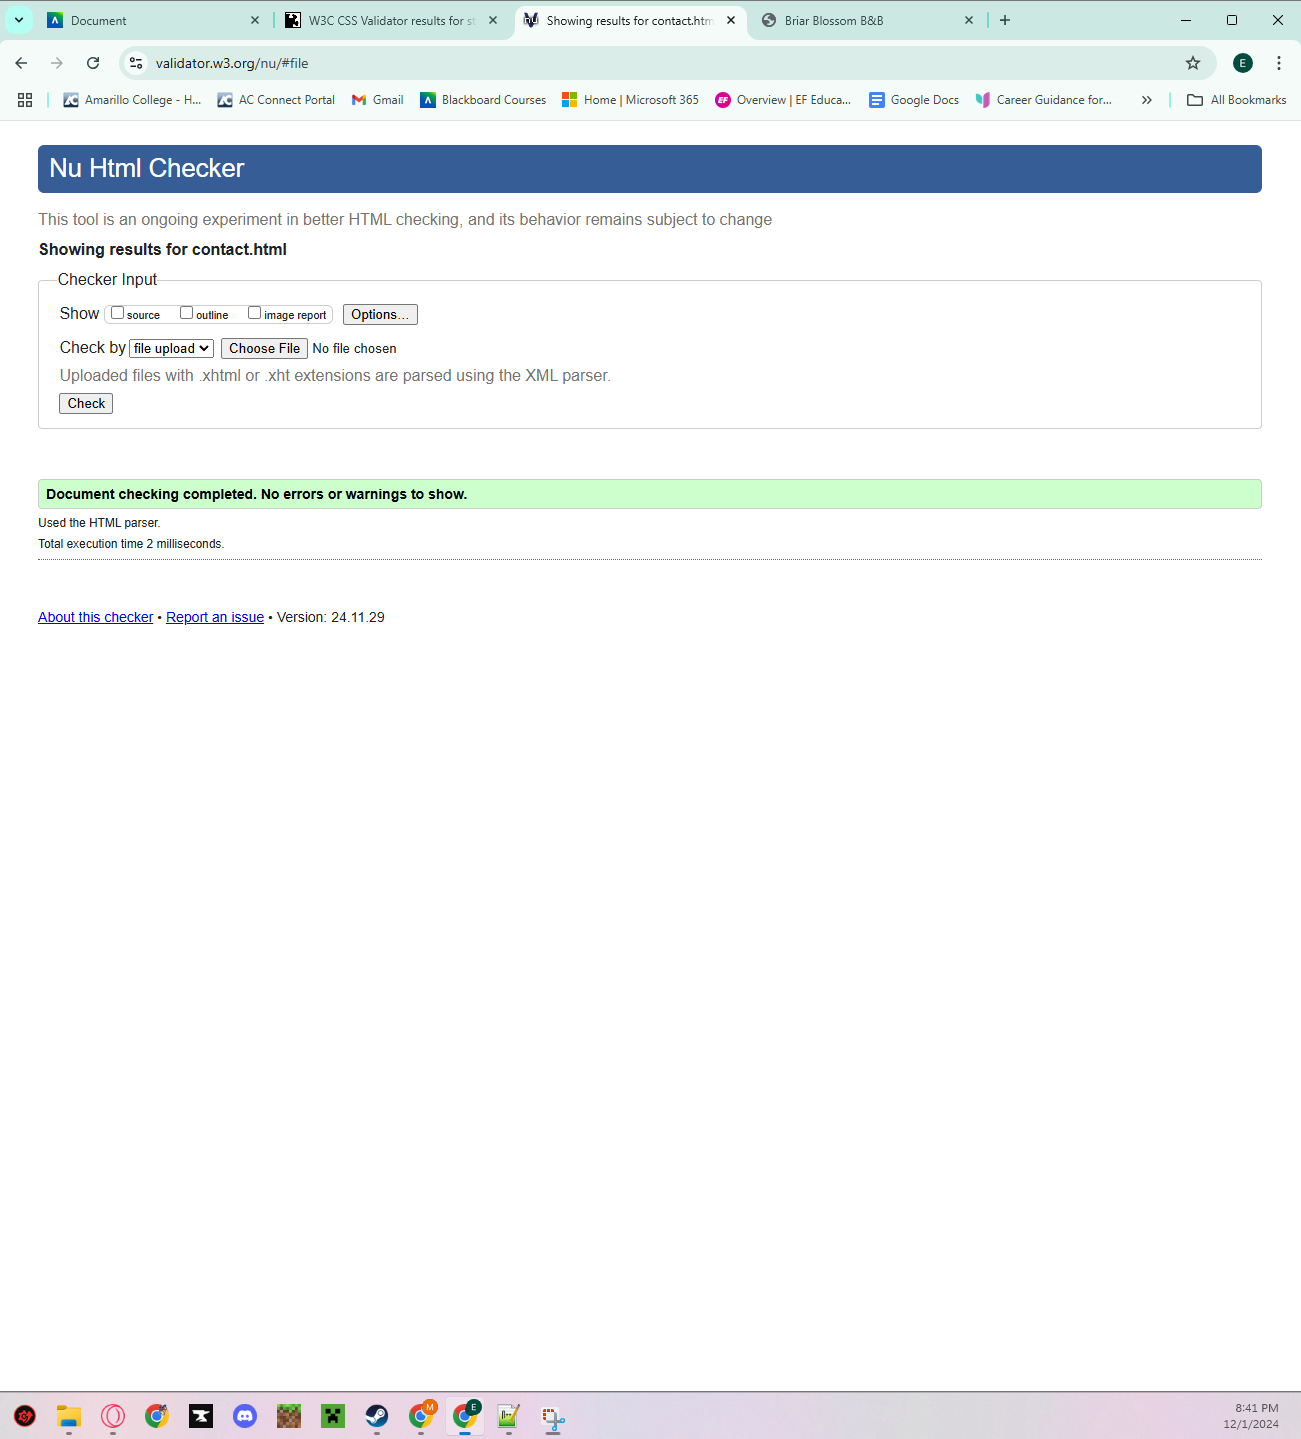 Document
W3C CSS Validator results for st
Showing results for contact.htm
Briar Blossom B&B
validator.w3.org/nu/#file
E
Amarillo College - H...
AC Connect Portal
Gmail
Blackboard Courses
Home | Microsoft 365
Overview | EF Educa...
Google Docs
Career Guidance for...
All Bookmarks
Nu Html Checker
This tool is an ongoing experiment in better HTML checking, and its behavior remains subject to change
Showing results for contact.html
Checker Input
Show source outline image report Options...
Check by file upload Choose File No file chosen
Uploaded files with .xhtml or .xht extensions are parsed using the XML parser.
Check
Document checking completed. No errors or warnings to show.
Used the HTML parser.
Total execution time 2 milliseconds.
About this checker • Report an issue • Version: 24.11.29
M
E
8:41 PM
12/1/2024